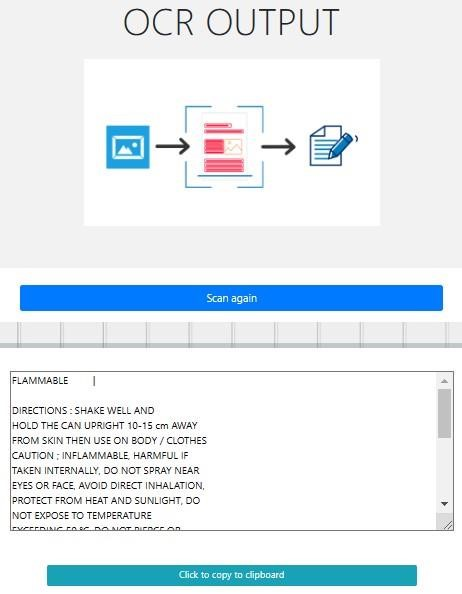 OCR OUTPUT
Scan again
FLAMMABLE |
DIRECTIONS : SHAKE WELL AND
HOLD THE CAN UPRIGHT 10-15 cm AWAY
FROM SKIN THEN USE ON BODY / CLOTHES
CAUTION ; INFLAMMABLE, HARMFUL IF
TAKEN INTERNALLY, DO NOT SPRAY NEAR
EYES OR FACE, AVOID DIRECT INHALATION,
PROTECT FROM HEAT AND SUNLIGHT, DO
NOT EXPOSE TO TEMPERATURE
EXCEEDING 50 °C, DO NOT PIERCE OR
Click to copy to clipboard